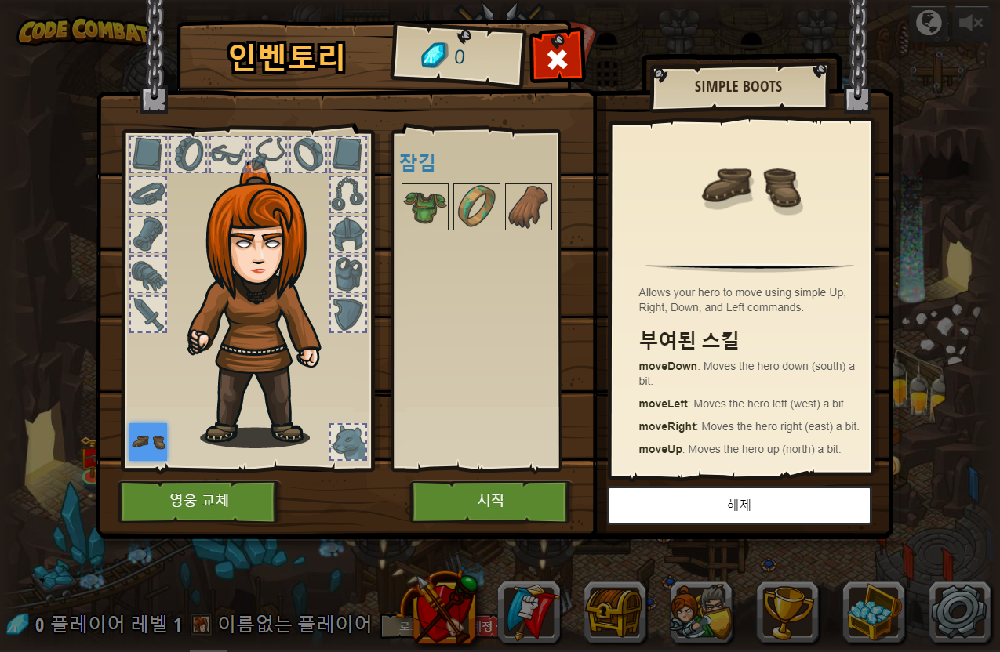 CODE COMBAT
인벤토리
0
SIMPLE BOOTS
잠김
Allows your hero to move using simple Up,
Right, Down, and Left commands.
부여된 스킬
moveDown: Moves the hero down (south) a
bit.
moveLeft: Moves the hero left (west) a bit.
moveRight: Moves the hero right (east) a bit.
moveUp: Moves the hero up (north) a bit.
영웅 교체
시작
해제
0 플레이어 레벨 1 이름없는 플레이어